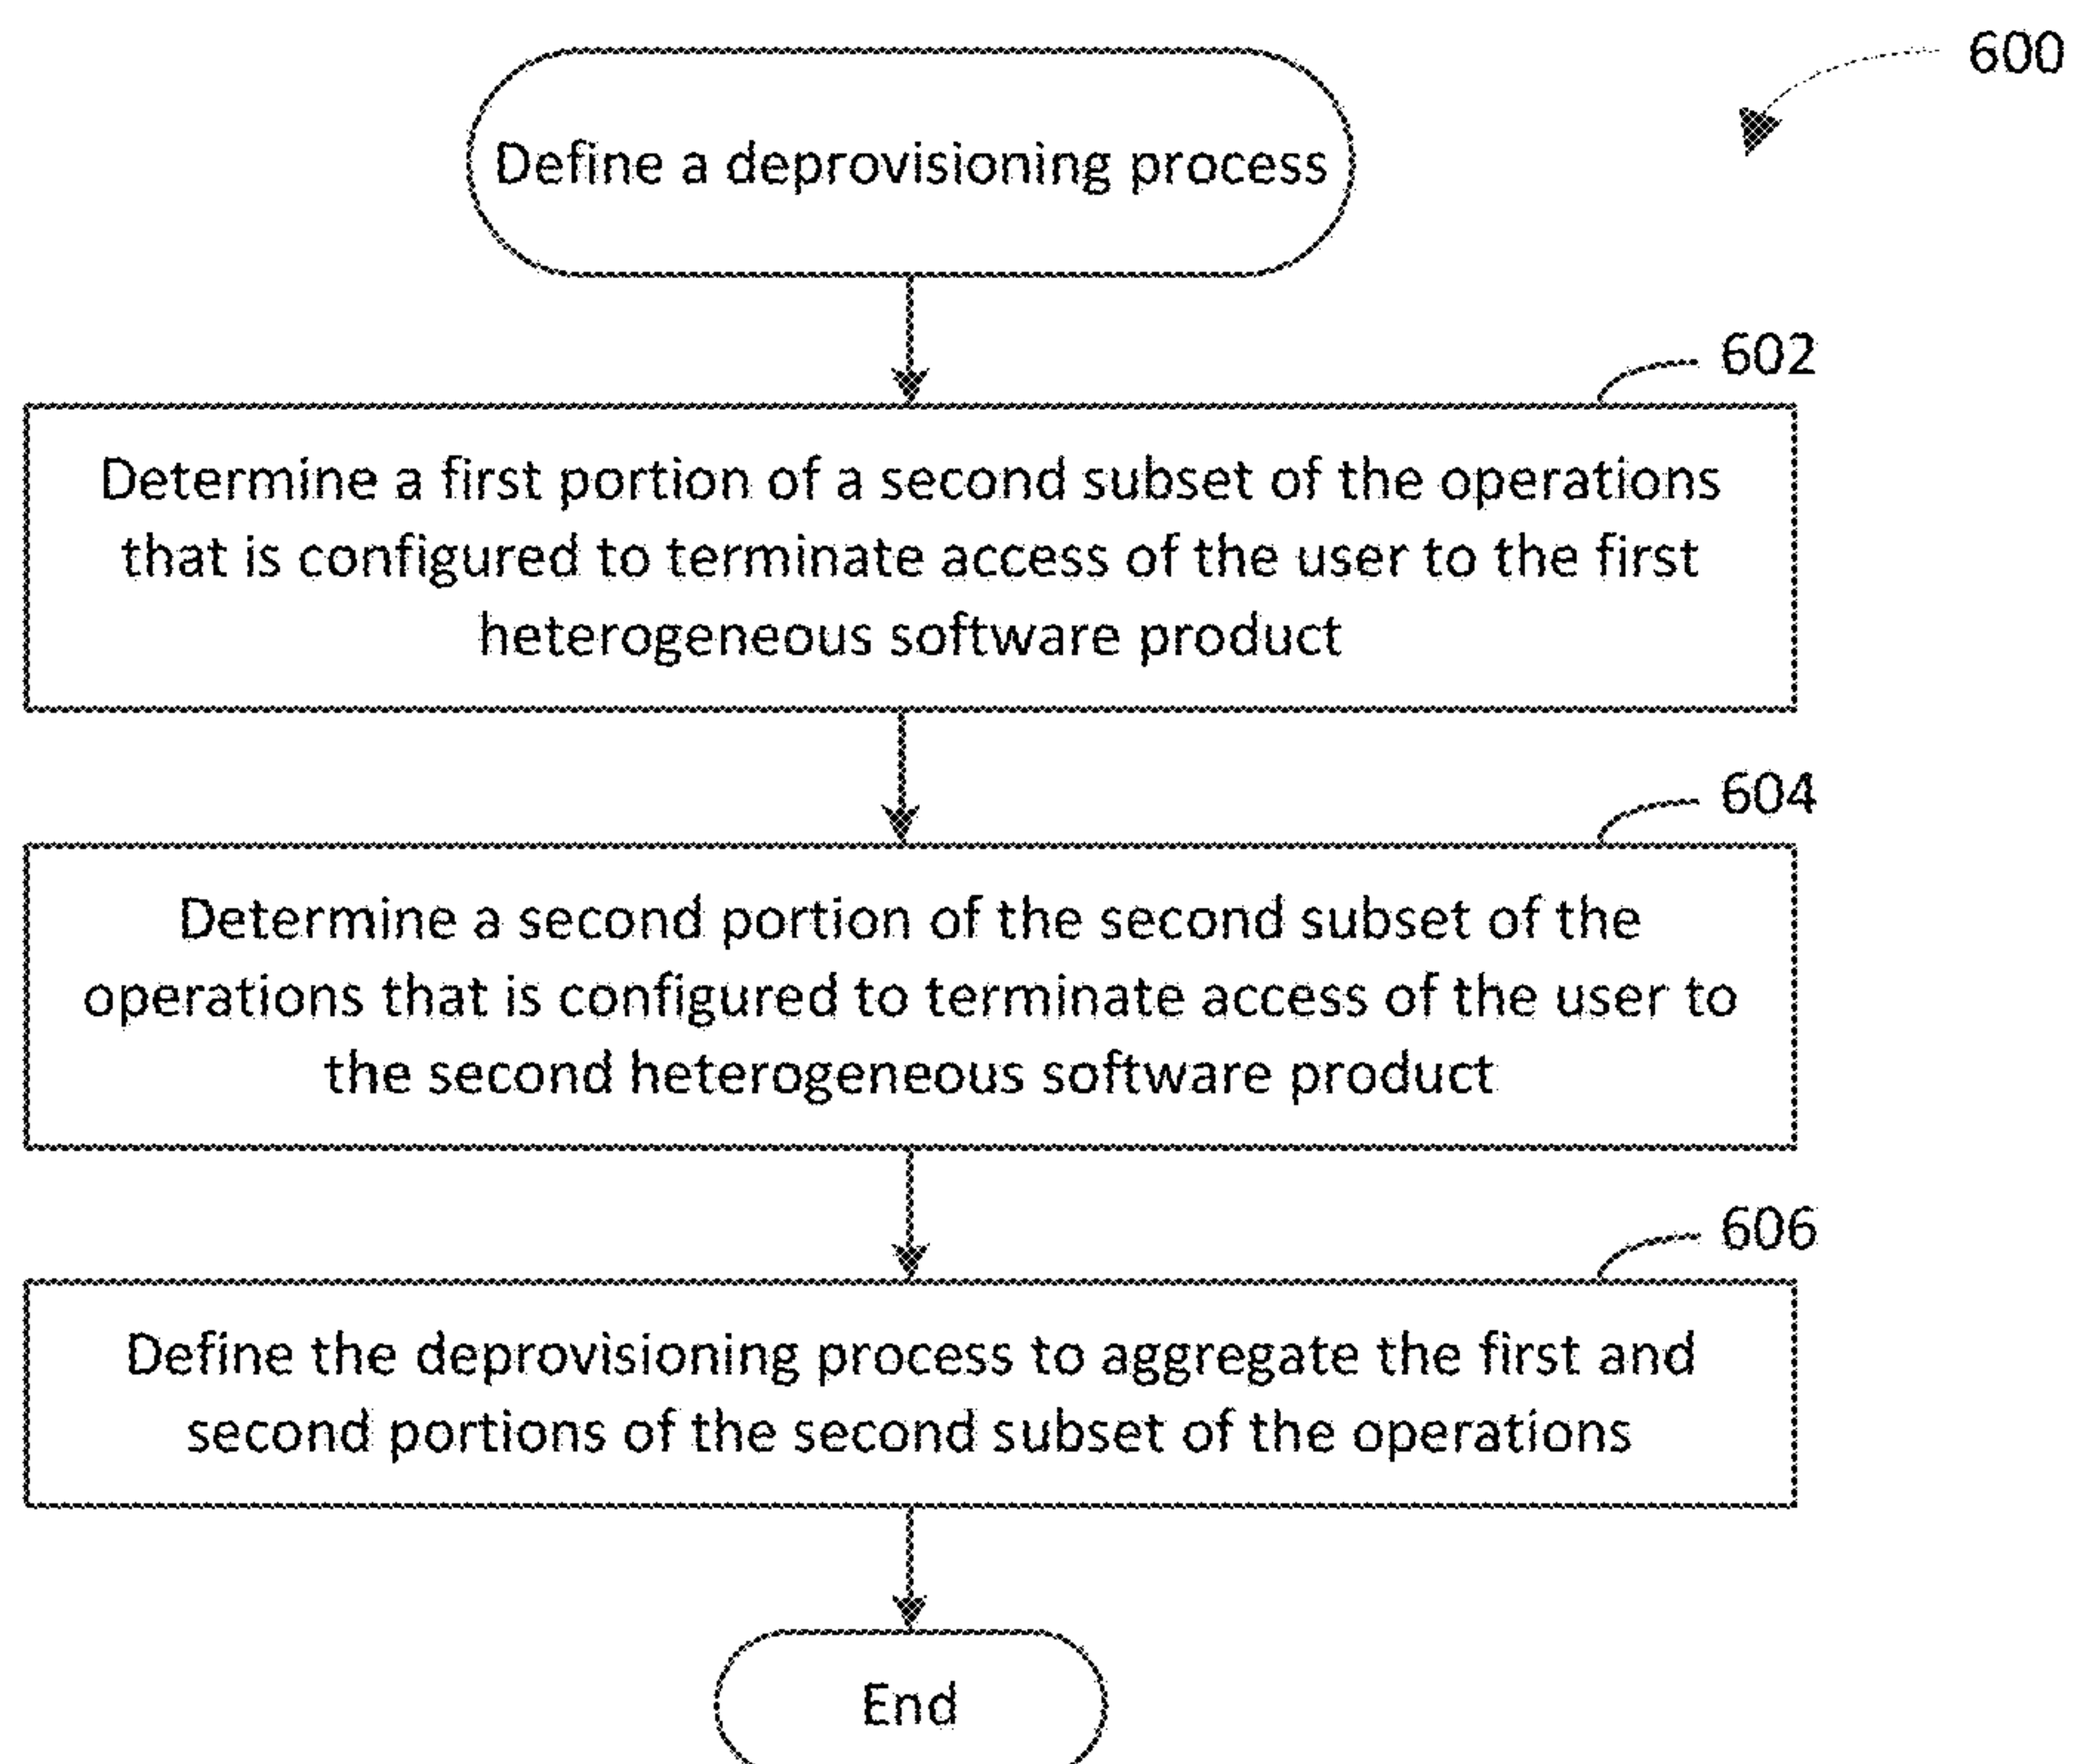 600
Define a deprovisioning process
602
Determine a first portion of a second subset of the operations
that is configured to terminate access of the user to the first
heterogeneous software product
604
Determine a second portion of the second subset of the
operations that is configured to terminate access of the user to
the second heterogeneous software product
606
Define the deprovisioning process to aggregate the first and
second portions of the second subset of the operations
End